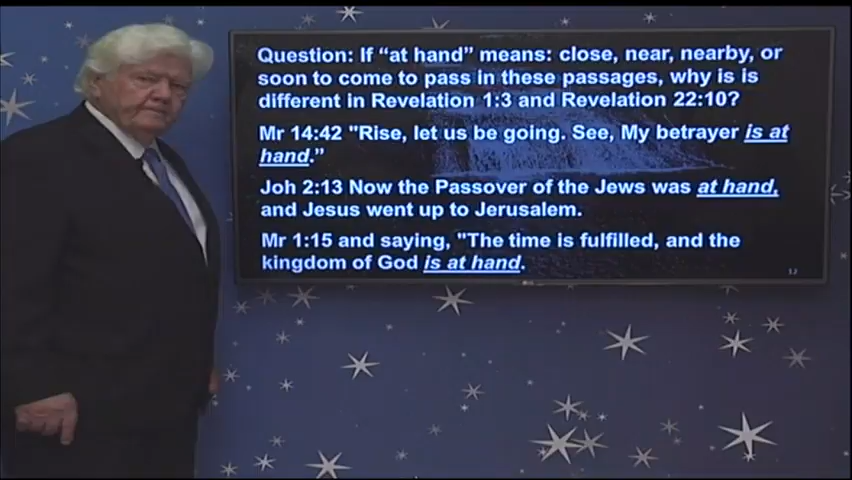 Question: If “at hand” means: close, near, nearby, or
soon to come to pass in these passages, why is is
different in Revelation 1:3 and Revelation 22:10?
Mr 14:42 "Rise, let us be going. See, My betrayer is at
hand.”
Joh 2:13 Now the Passover of the Jews was at hand,
and Jesus went up to Jerusalem.
Mr 1:15 and saying, "The time is fulfilled, and the
kingdom of God is at hand.
12